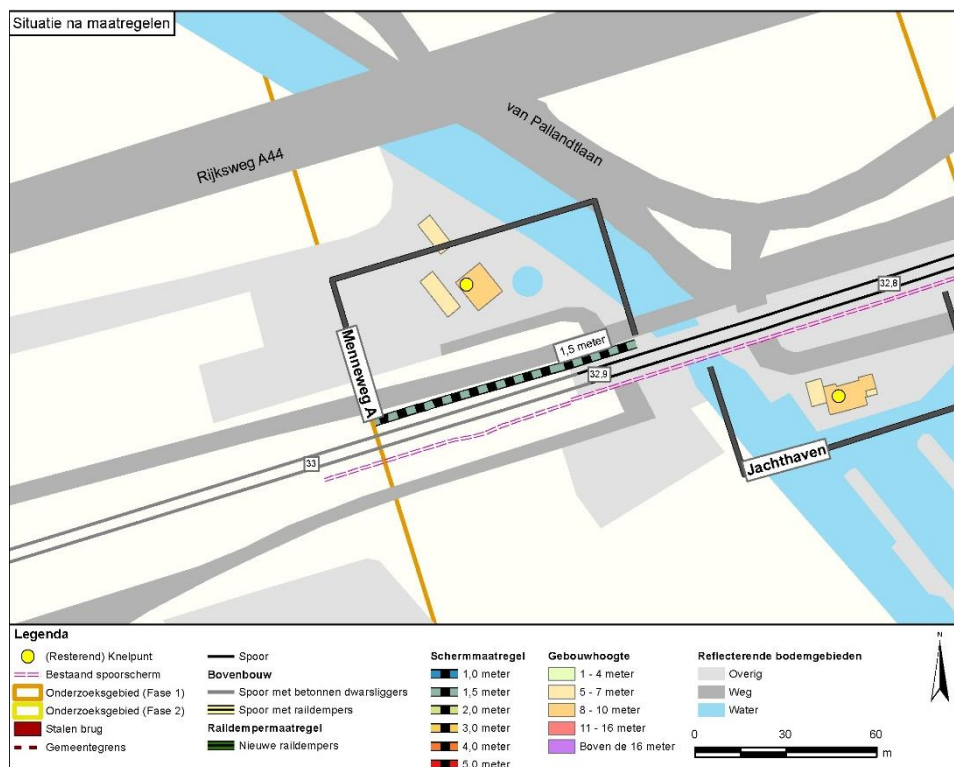 Situatie na maatregelen
van Pallandtlaan
Rijksweg A44
32,8
1,5 meter
Menneweg A
32,9
33
Jachthaven
Legenda
(Resterend) Knelpunt
Bestaand spoorscherm
Onderzoeksgebied (Fase 1)
Onderzoeksgebied (Fase 2)
Stalen brug
Gemeentegrens
Spoor
Bovenbouw
Spoor met betonnen dwarsliggers
Spoor met raildempers
Raildempermaatregel
Nieuwe raildempers
Schermmaatregel
1,0 meter
1,5 meter
2,0 meter
3,0 meter
4,0 meter
5,0 meter
Gebouwhoogte
1 - 4 meter
5 - 7 meter
8 - 10 meter
11 - 16 meter
Boven de 16 meter
Reflecterende bodemgebieden
Overig
Weg
Water
N
0 30 60
m